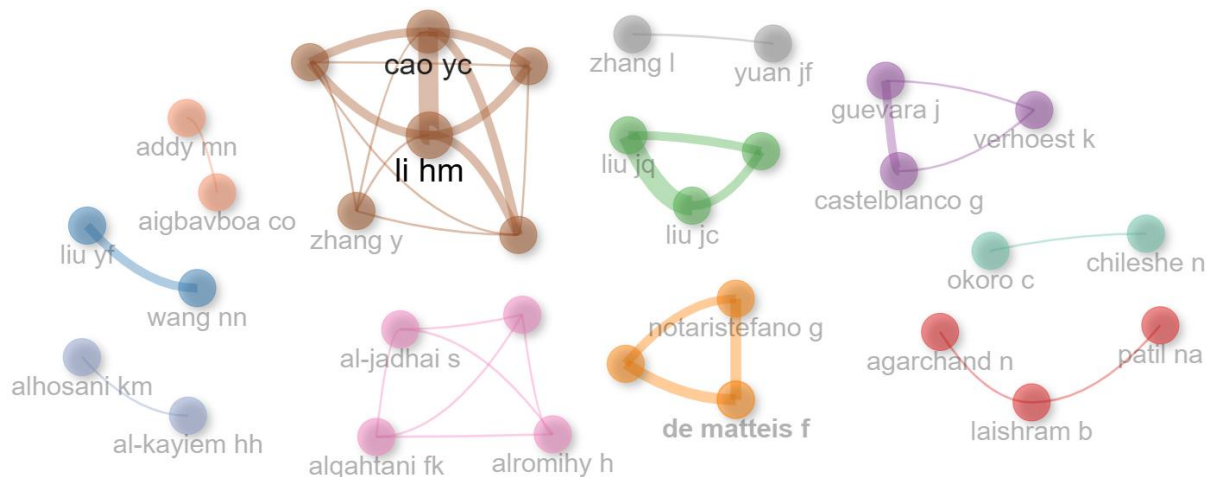 cao yc
li hm
zhang y
zhang l
yuan jf
guevara j
verhoest k
castelblanco g
addy mn
aigbavboa co
liu jq
liu jc
liu yf
wang nn
okoro c
chileshe n
notaristefano g
de matteis f
al-jadhai s
alqahtani fk
alromihy h
alhosani km
al-kayiem hh
agarchand n
patil na
laishram b